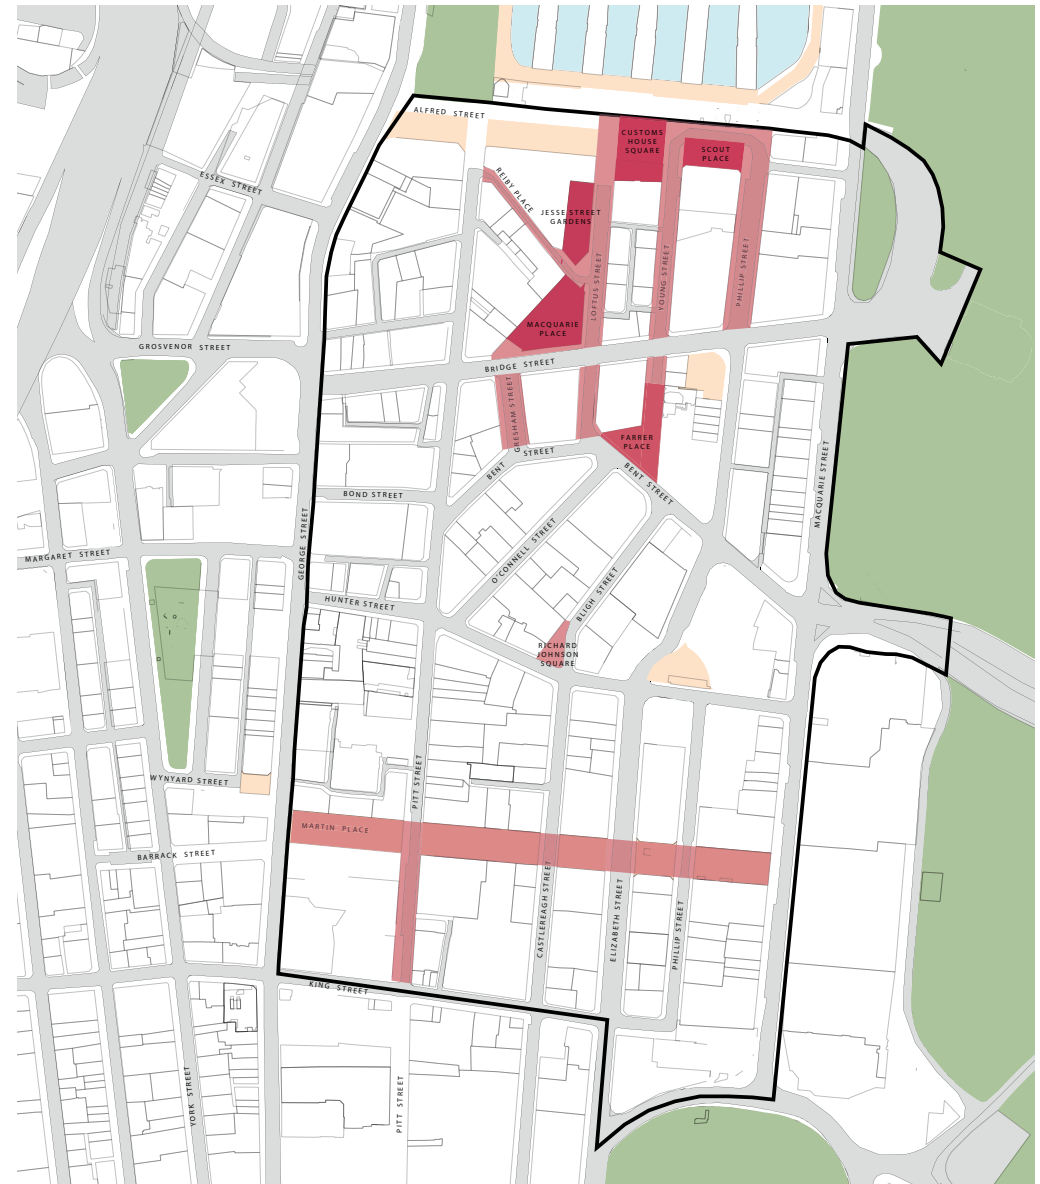 ALFRED STREET
CUSTOMS
HOUSE
SQUARE
SCOUT
PLACE
ESSEX STREET
REIBY PLACE
JESSE STREET
GARDENS
LOFTUS STREET
YOUNG STREET
PHILLIP STREET
MACQUARIE
PLACE
GROSVENOR STREET
BRIDGE STREET
GRESHAM STREET
FARRER
PLACE
BENT STREET
BENT STREET
MACQUARIE STREET
BOND STREET
GEORGE STREET
MARGARET STREET
O'CONNELL STREET
BLIGH STREET
HUNTER STREET
RICHARD
JOHNSON
SQUARE
PITT STREET
WYNYARD STREET
MARTIN PLACE
BARRACK STREET
CASTLEREAGH STREET
ELIZABETH STREET
PHILLIP STREET
KING STREET
YORK STREET
PITT STREET